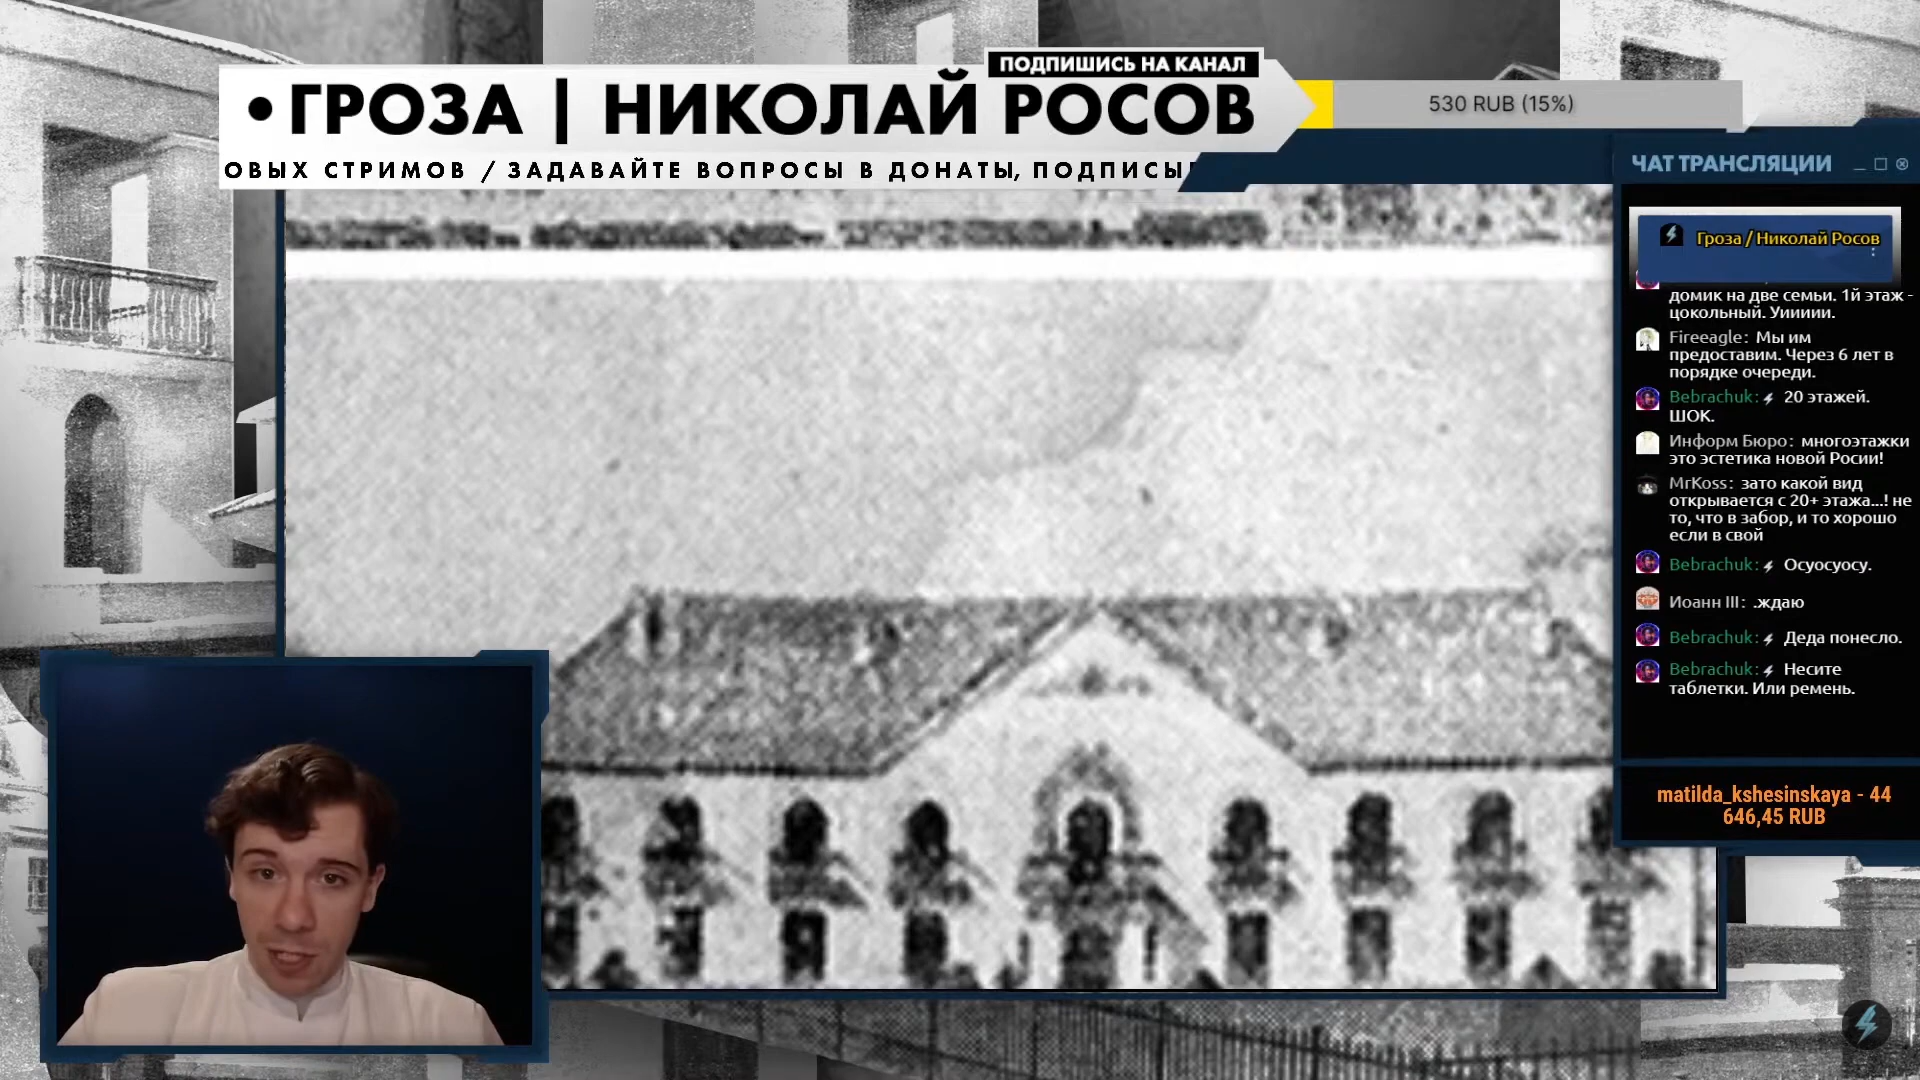 ПОДПИШИСЬ НА КАНАЛ
• ГРОЗА | НИКОЛАЙ РОСОВ
530 RUB (15%)
ОВЫХ СТРИМОВ / ЗАДАВАЙТЕ ВОПРОСЫ В ДОНАТЫ, ПОДПИСЫ
ЧАТ ТРАНСЛЯЦИИ
Гроза / Николай Росов
домик на две семьи. 1й этаж -
цокольный. Уииииии.
Fireeagle: Мы им
предоставим. Через 6 лет в
порядке очереди.
Bebrachuk: 20 этажей.
ШОК.
Информ Бюро: многоэтажки
это эстетика новой Росии!
MrKoss: зато какой вид
открывается с 20+ этажа...! не
то, что в забор, и то хорошо
если в свой
Bebrachuk: Осуосуосу.
Иоанн III: .ждаю
Bebrachuk: Деда понесло.
Bebrachuk: Несите
таблетки. Или ремень.
matilda_kshesinskaya - 44
646,45 RUB